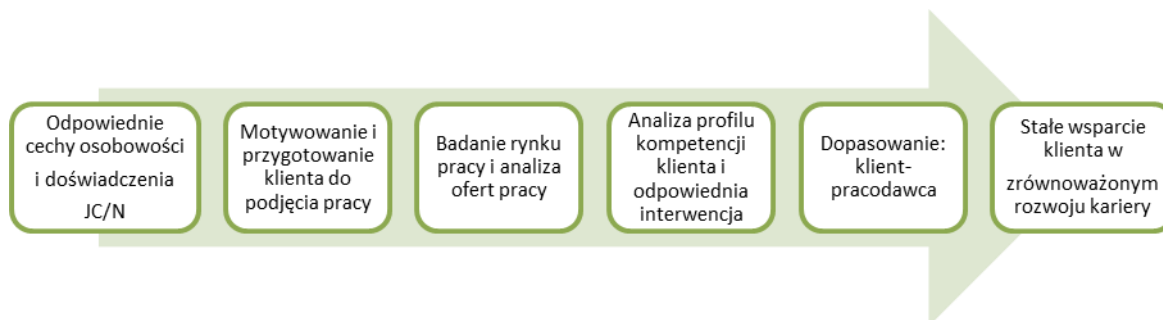 Odpowiednie
cechy osobowości
i doświadczenia
JC/N
Motywowanie i
przygotowanie
klienta do
podjęcia pracy
Badanie rynku
pracy i analiza
ofert pracy
Analiza profilu
kompetencji
klienta i
odpowiednia
interwencja
Dopasowanie:
klient-
pracodawca
Stałe wsparcie
klienta w
zrównoważonym
rozwoju kariery